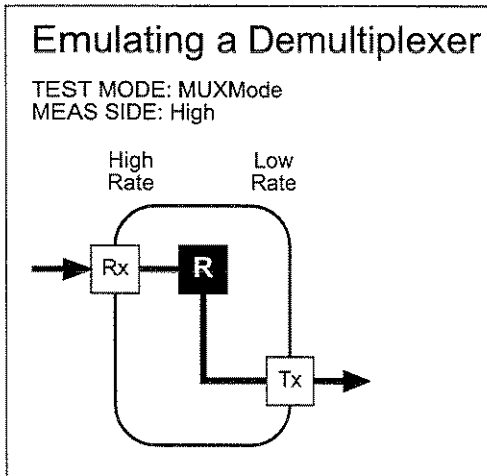 Emulating a Demultiplexer
TEST MODE: MUXMode
MEAS SIDE: High
High Rate
Low Rate
Rx
R
Tx